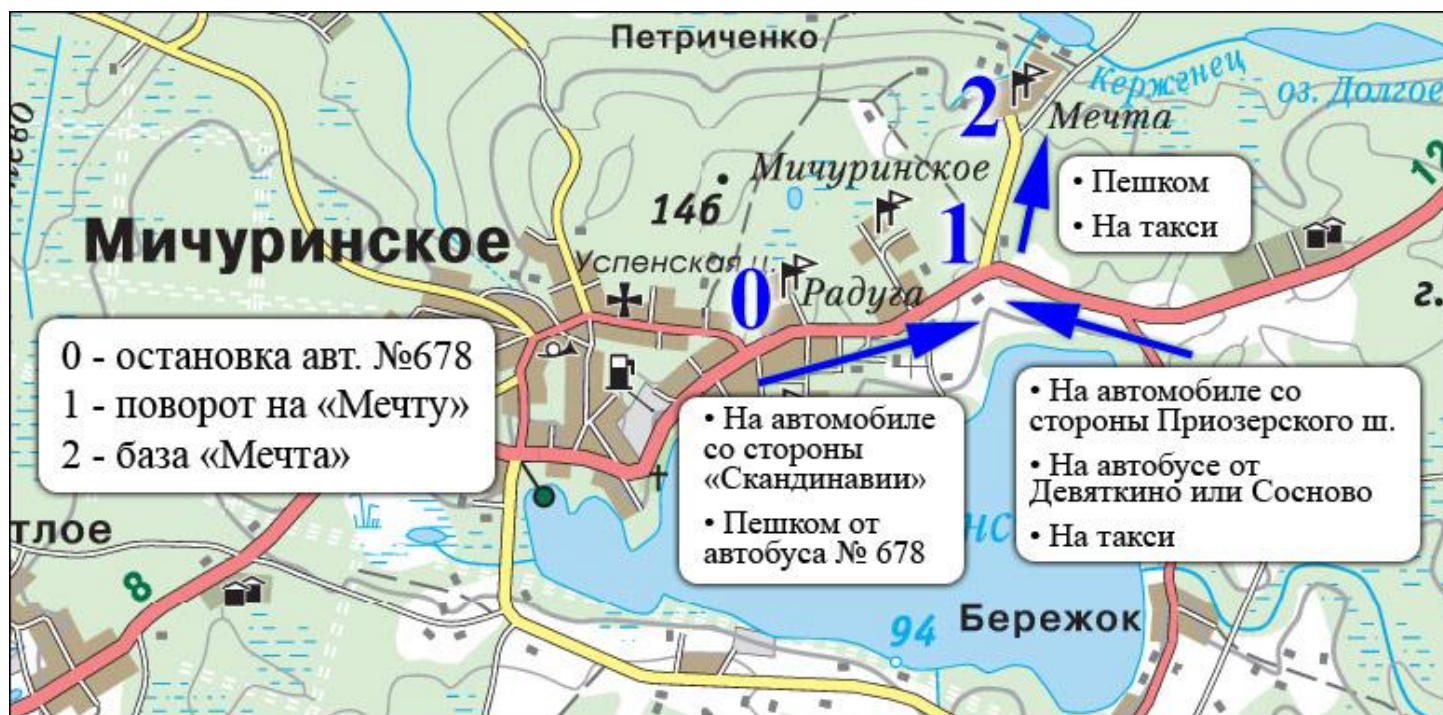 Петриченко
Керженец
оз. Долгое
2
Мечта
12
Мичуринское
• Пешком
• На такси
146
1
Мичуринское
Успенская ц.
0
Радуга
г.
0 - остановка авт. №678
1 - поворот на «Мечту»
2 - база «Мечта»
• На автомобиле
со стороны
«Скандинавии»
• Пешком от
автобуса № 678
• На автомобиле со
стороны Приозерского ш.
• На автобусе от
Девяткино или Сосново
• На такси
тлое
8
94
Бережок